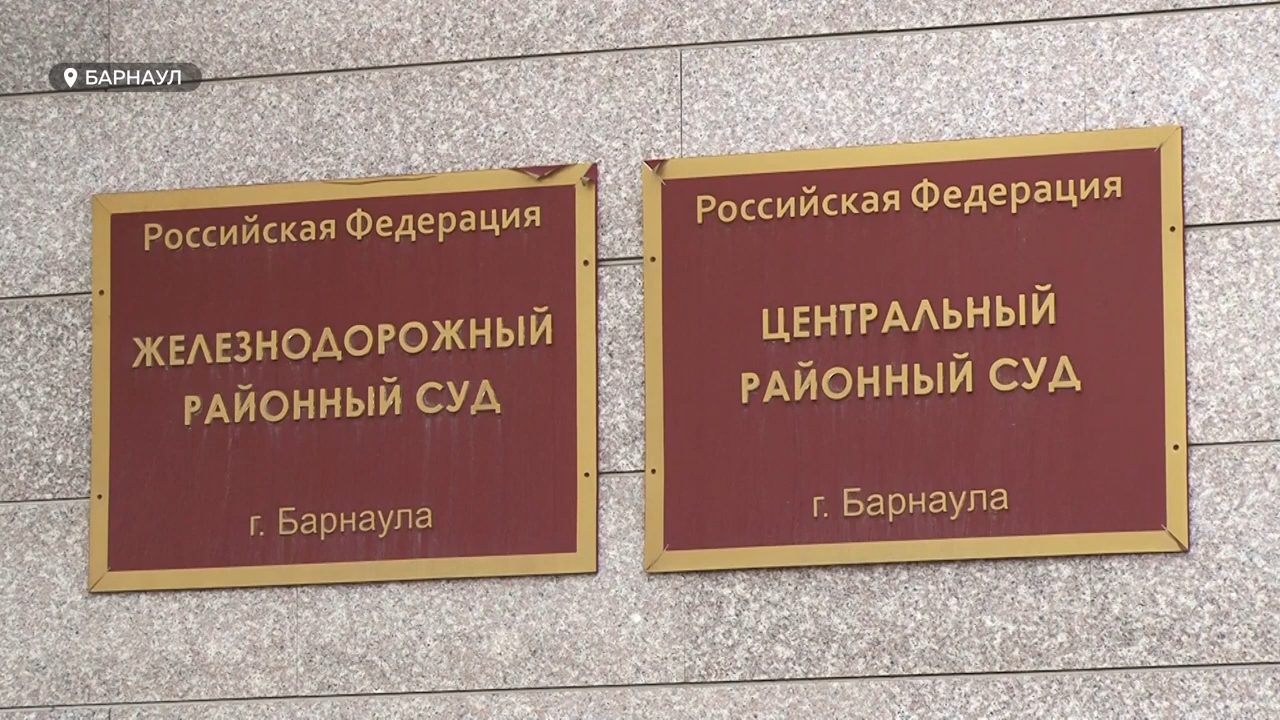 БАРНАУЛ
Российская Федерация
ЖЕЛЕЗНОДОРОЖНЫЙ
РАЙОННЫЙ СУД
г. Барнаула
Российская Федерация
ЦЕНТРАЛЬНЫЙ
РАЙОННЫЙ СУД
г. Барнаула